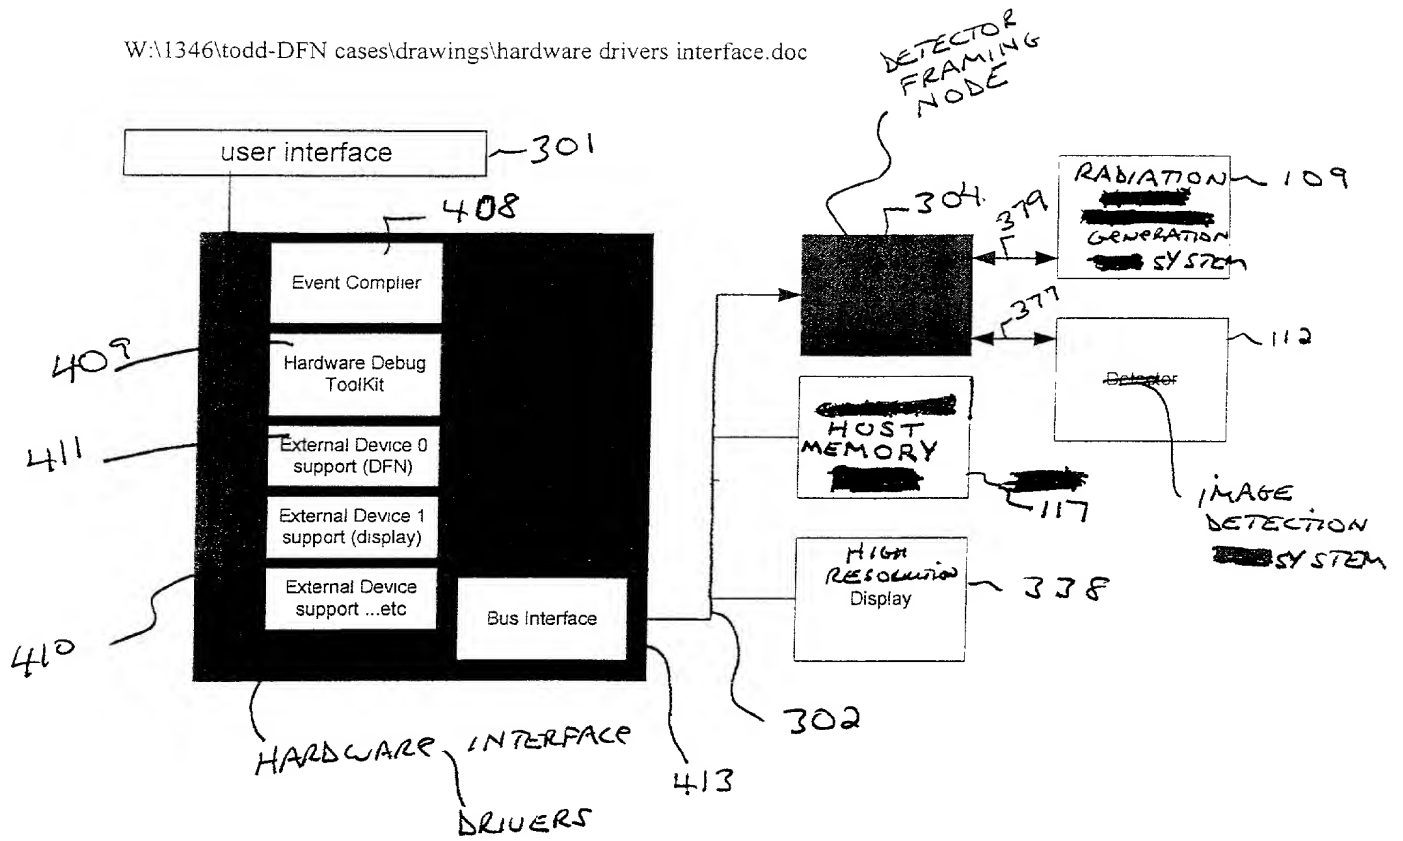 W:\1346\todd-DFN cases\drawings\hardware drivers interface.doc
DETECTOR
FRAMING
NODE
user interface
301
408
304
379
RADIATION
GENERATION
SYSTEM
109
Event Complier
409
Hardware Debug
ToolKit
377
112
Detector
HOST
MEMORY
117
411
External Device 0
support (DFN)
IMAGE
DETECTION
SYSTEM
External Device 1
support (display)
HIGH
RESOLUTION
Display
338
External Device
support ...etc
Bus Interface
410
302
HARDWARE INTERFACE
DRIVERS
413